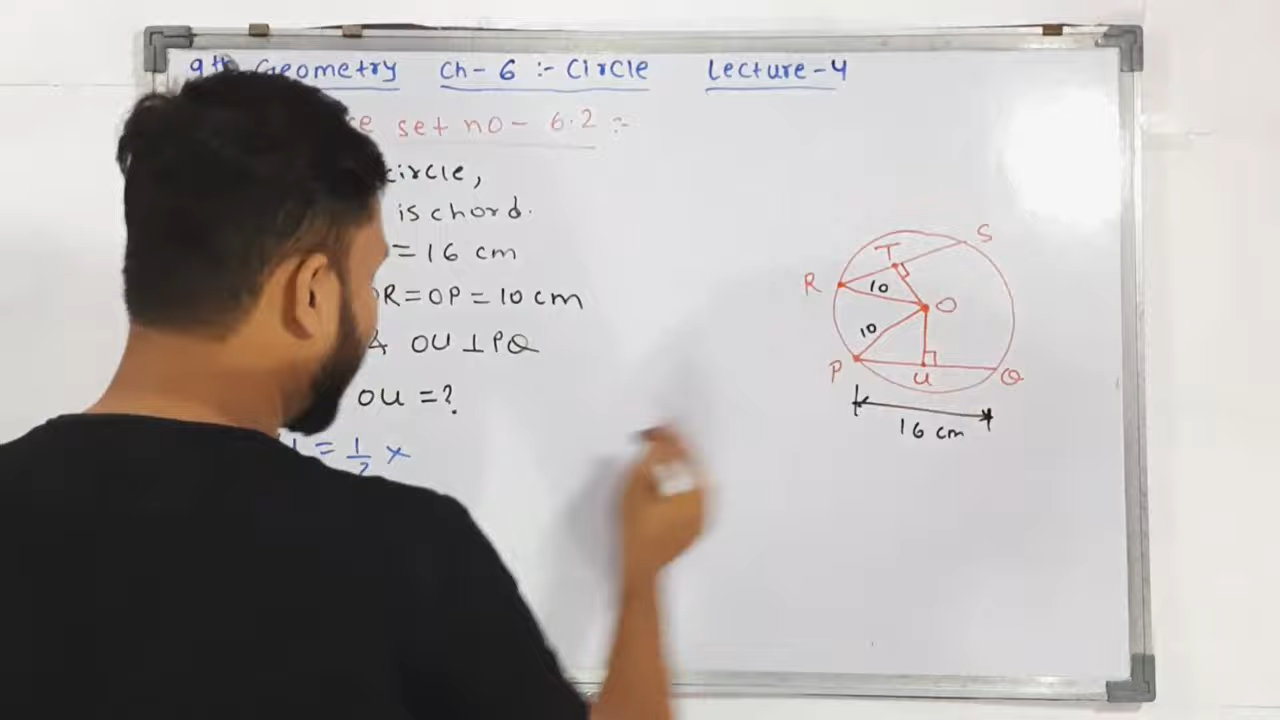 9th Geometry Ch-6 :- Circle Lecture-4
set no- 6.2 :-
circle,
is chord.
= 16 cm
OR=OP=10 cm
& OU ⊥ PQ
OU =?
= 1/2 x
S
T
R
10
O
10
P
U
Q
16 cm